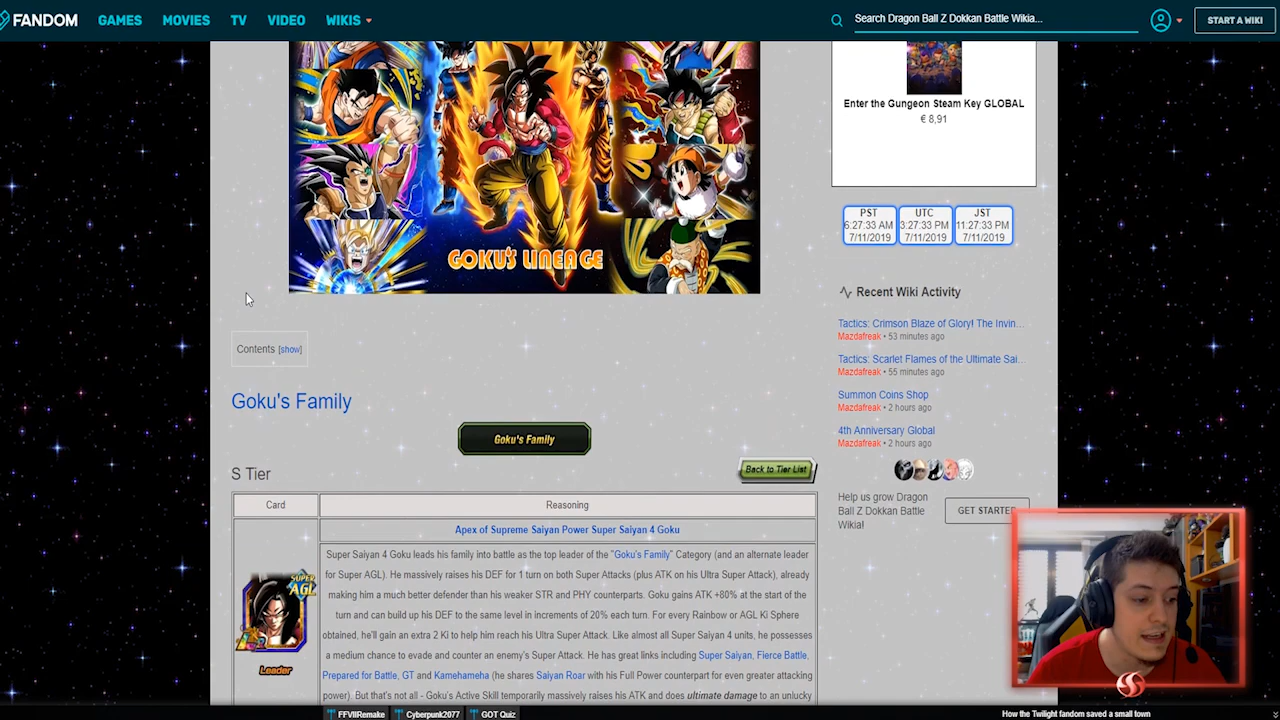 FANDOM
GAMES
MOVIES
TV
VIDEO
WIKIS
Search Dragon Ball Z Dokkan Battle Wikia...
START A WIKI
GOKU'S LINEAGE
Enter the Gungeon Steam Key GLOBAL
€ 8,91
PST
6:27:33 AM
7/11/2019
UTC
3:27:33 PM
7/11/2019
JST
11:27:33 PM
7/11/2019
Recent Wiki Activity
Tactics: Crimson Blaze of Glory! The Invin...
Mazdafreak • 53 minutes ago
Tactics: Scarlet Flames of the Ultimate Sai...
Mazdafreak • 55 minutes ago
Summon Coins Shop
Mazdafreak • 2 hours ago
4th Anniversary Global
Mazdafreak • 2 hours ago
Help us grow Dragon
Ball Z Dokkan Battle
Wikia!
GET STARTED
Contents [show]
Goku's Family
Goku's Family
S Tier
Back to Tier List
Card
Reasoning
Apex of Supreme Saiyan Power Super Saiyan 4 Goku
SUPER
AGL
Leader
Super Saiyan 4 Goku leads his family into battle as the top leader of the "Goku's Family" Category (and an alternate leader
for Super AGL). He massively raises his DEF for 1 turn on both Super Attacks (plus ATK on his Ultra Super Attack), already
making him a much better defender than his weaker STR and PHY counterparts. Goku gains ATK +80% at the start of the
turn and can build up his DEF to the same level in increments of 20% each turn. For every Rainbow or AGL Ki Sphere
obtained, he'll gain an extra 2 Ki to help him reach his Ultra Super Attack. Like almost all Super Saiyan 4 units, he possesses
a medium chance to evade and counter an enemy's Super Attack. He has great links including Super Saiyan, Fierce Battle,
Prepared for Battle, GT and Kamehameha (he shares Saiyan Roar with his Full Power counterpart for even greater attacking
power). But that's not all - Goku's Active Skill temporarily massively raises his ATK and does ultimate damage to an unlucky
FFVIIRemake
Cyberpunk2077
GOT Quiz
How the Twilight fandom saved a small town